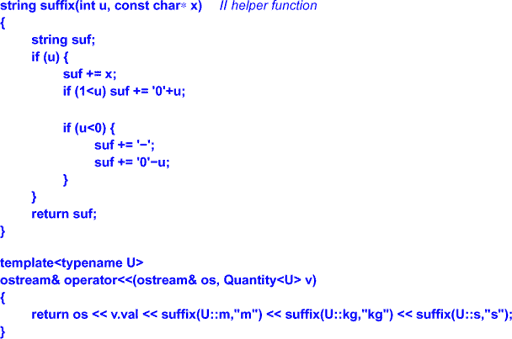 string suffix(int u, const char* x) // helper function
{
string suf;
if (u) {
suf += x;
if (1<u) suf += '0'+u;
if (u<0) {
suf += '−';
suf += '0'−u;
}
}
return suf;
}
template<typename U>
ostream& operator<<(ostream& os, Quantity<U> v)
{
return os << v.val << suffix(U::m,"m") << suffix(U::kg,"kg") << suffix(U::s,"s");
}